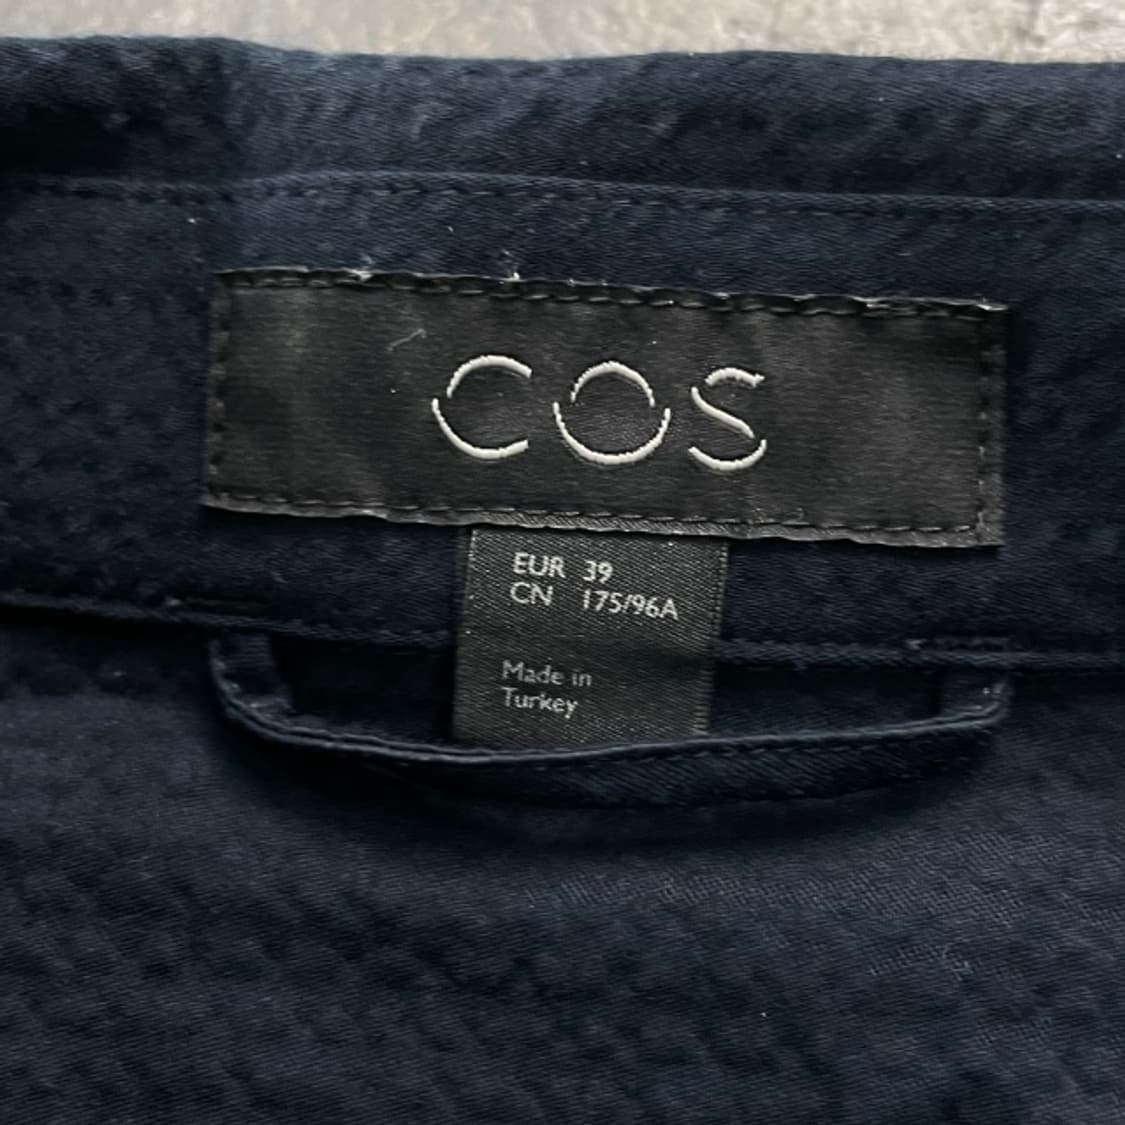 COS
EUR 39
CN 175/96A
Made in
Turkey